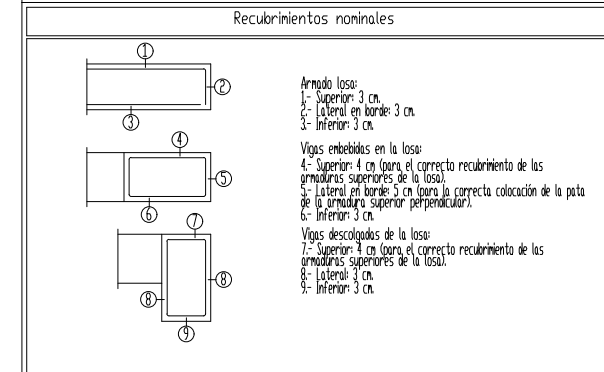 Recubrimientos nominales
1
2
3
Armado losa:
1.- Superior: 3 cm.
2.- Lateral en borde: 3 cm.
3.- Inferior: 3 cm.
4
5
6
Vigas embebidas en la losa:
4.- Superior: 4 cm (para el correcto recubrimiento de las
armaduras superiores de la losa).
5.- Lateral en borde: 5 cm (para la correcta colocación de la pata
de la armadura superior perpendicular).
6.- Inferior: 3 cm.
7
8
8
9
Vigas descolgadas de la losa:
7.- Superior: 4 cm (para el correcto recubrimiento de las
armaduras superiores de la losa).
8.- Lateral: 3 cm.
9.- Inferior: 3 cm.